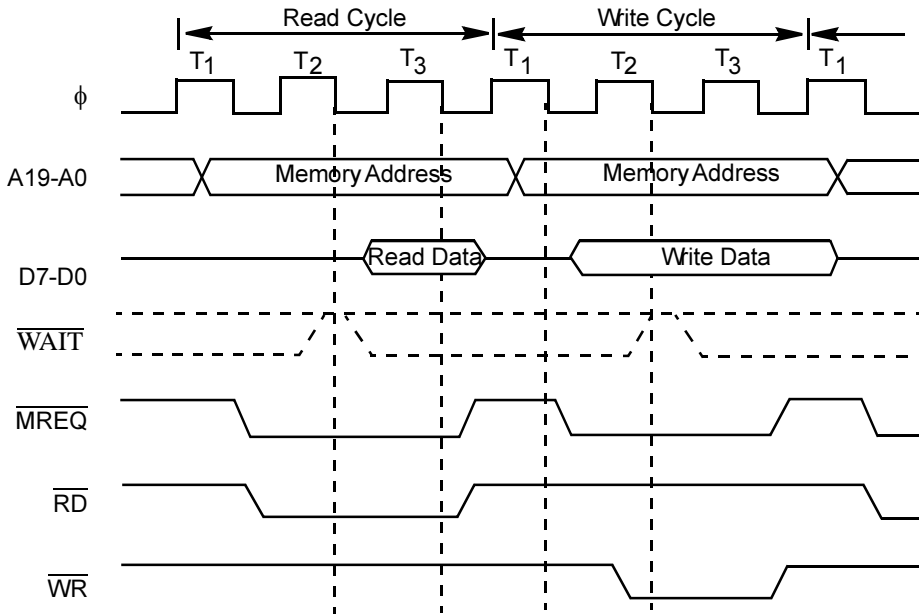 Read Cycle Write Cycle
T1 T2 T3 T1 T2 T3 T1
ϕ
A19-A0 Memory Address Memory Address
D7-D0 Read Data Write Data
WAIT
MREQ
RD
WR